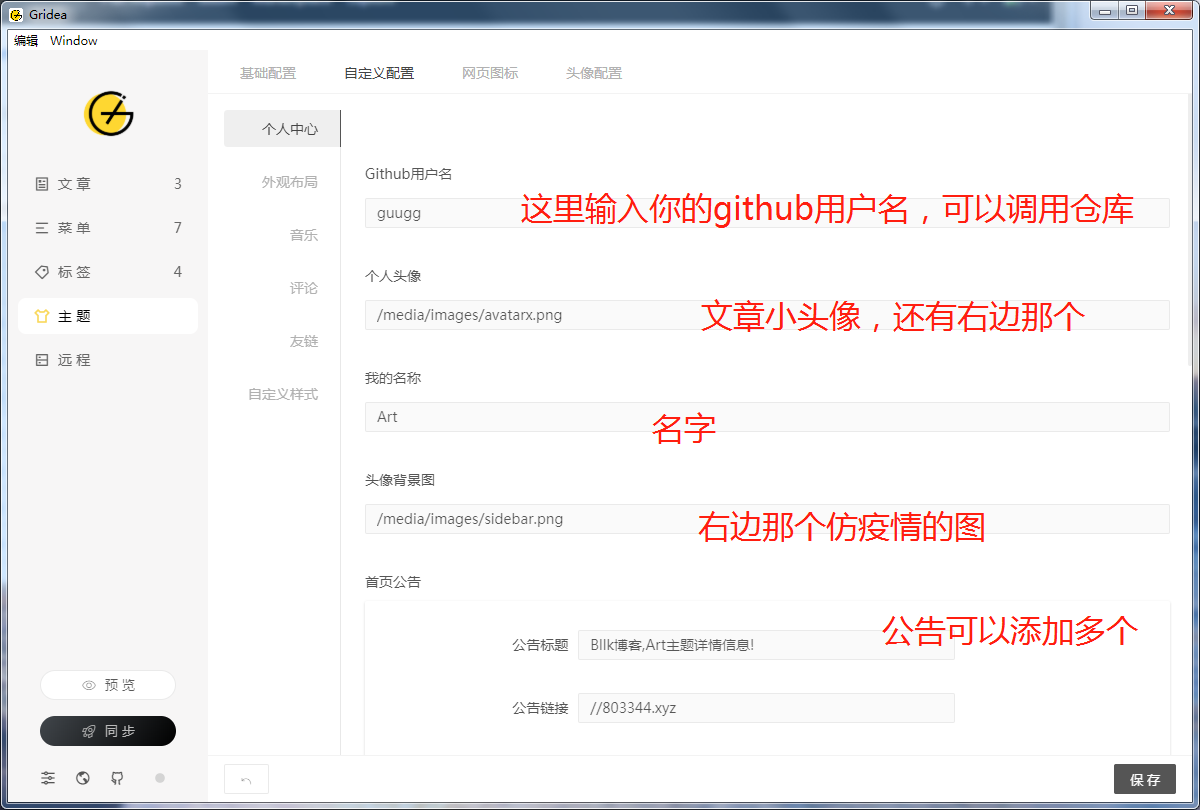 Gridea
编辑 Window
基础配置 自定义配置 网页图标 头像配置
文章 3
菜单 7
标签 4
主题
远程
预览
同步
个人中心
外观布局
音乐
评论
友链
自定义样式
Github用户名
guugg
这里输入你的github用户名，可以调用仓库
个人头像
/media/images/avatarx.png
文章小头像，还有右边那个
我的名称
Art
名字
头像背景图
/media/images/sidebar.png
右边那个仿疫情的图
首页公告
公告可以添加多个
公告标题 Bllk博客,Art主题详情信息!
公告链接 //803344.xyz
保存